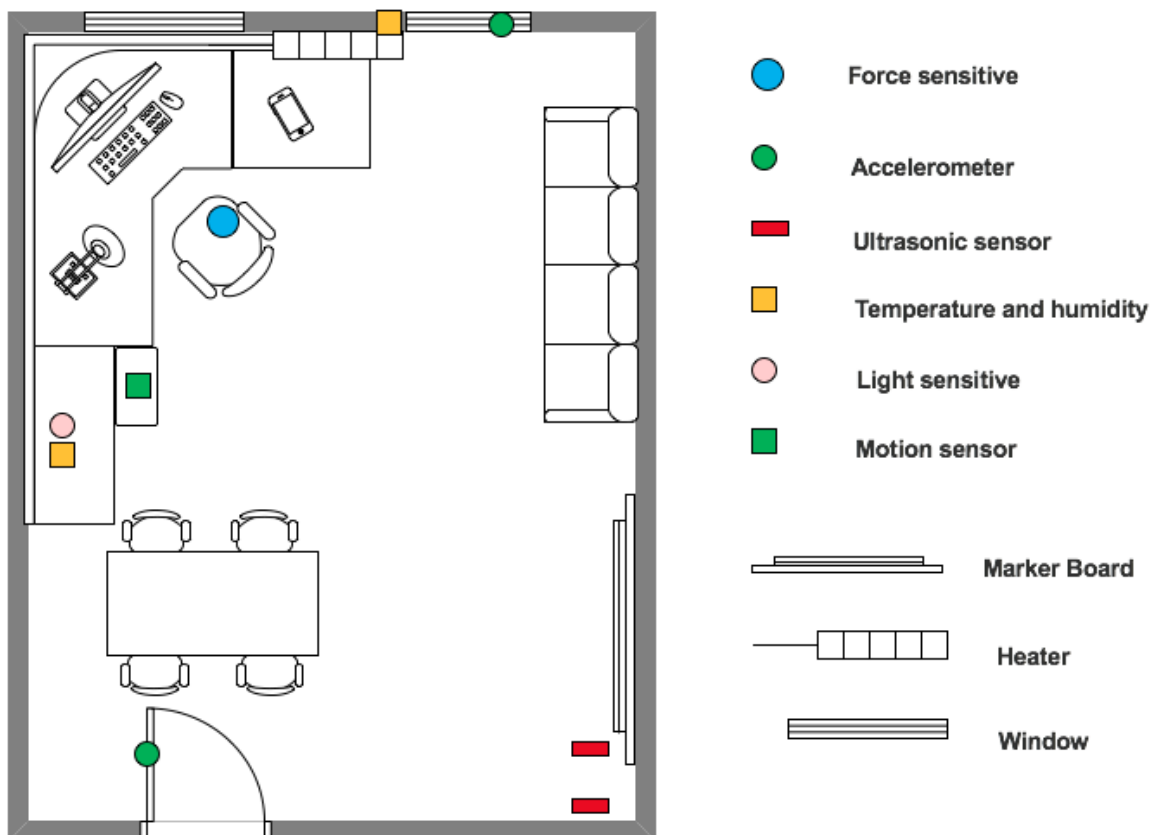 Force sensitive
Accelerometer
Ultrasonic sensor
Temperature and humidity
Light sensitive
Motion sensor
Marker Board
Heater
Window